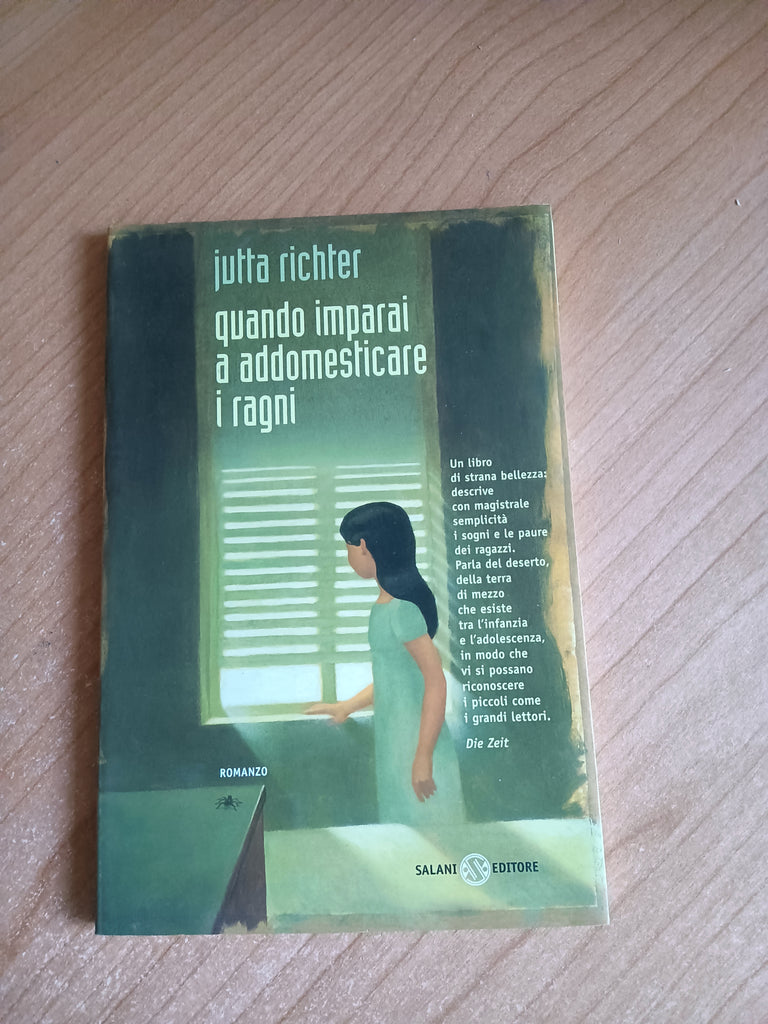 jutta richter
quando imparai
a addomesticare
i ragni
Un libro
di strana bellezza:
descrive
con magistrale
semplicità
i sogni e le paure
dei ragazzi.
Parla del deserto,
della terra
di mezzo
che esiste
tra l'infanzia
e l'adolescenza,
in modo che
vi si possano
riconoscere
i piccoli come
i grandi lettori.
Die Zeit
ROMANZO
SALANI EDITORE